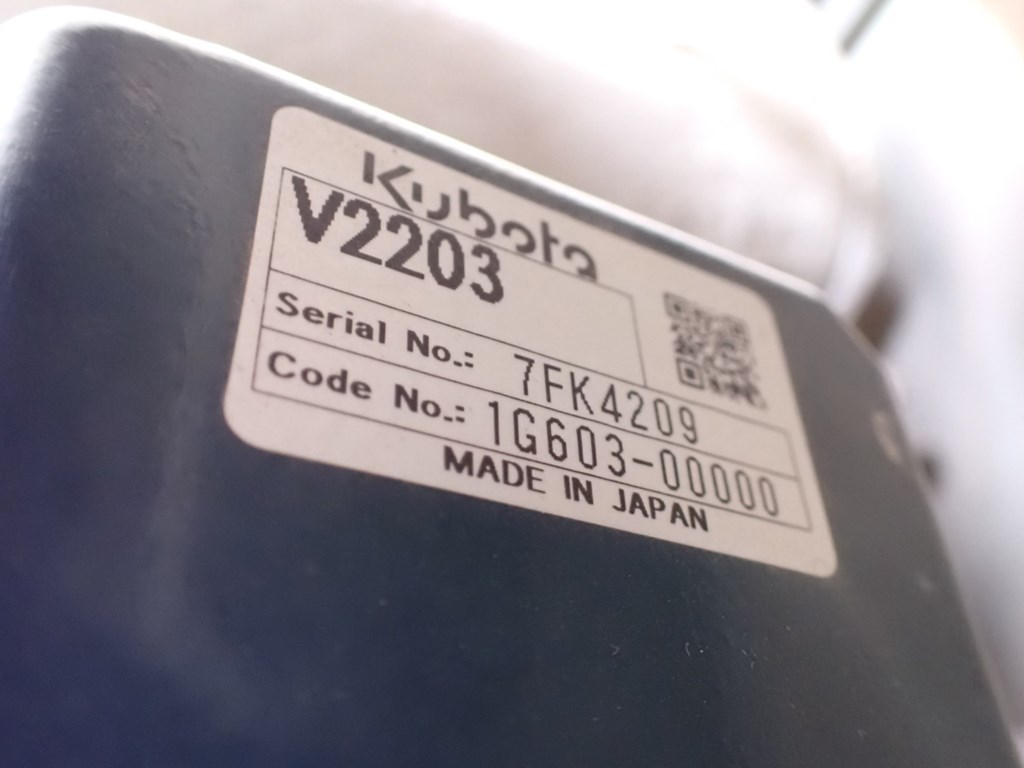 Kubota
V2203
Serial No.: 7FK4209
Code No.: 1G603-00000
MADE IN JAPAN